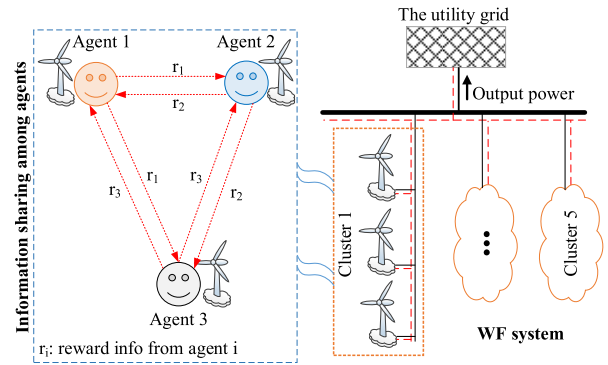 Information sharing among agents
Agent 1
Agent 2
r1
r2
r3
r1
r3
r2
Agent 3
ri: reward info from agent i
The utility grid
Output power
Cluster 1
•••
Cluster 5
WF system